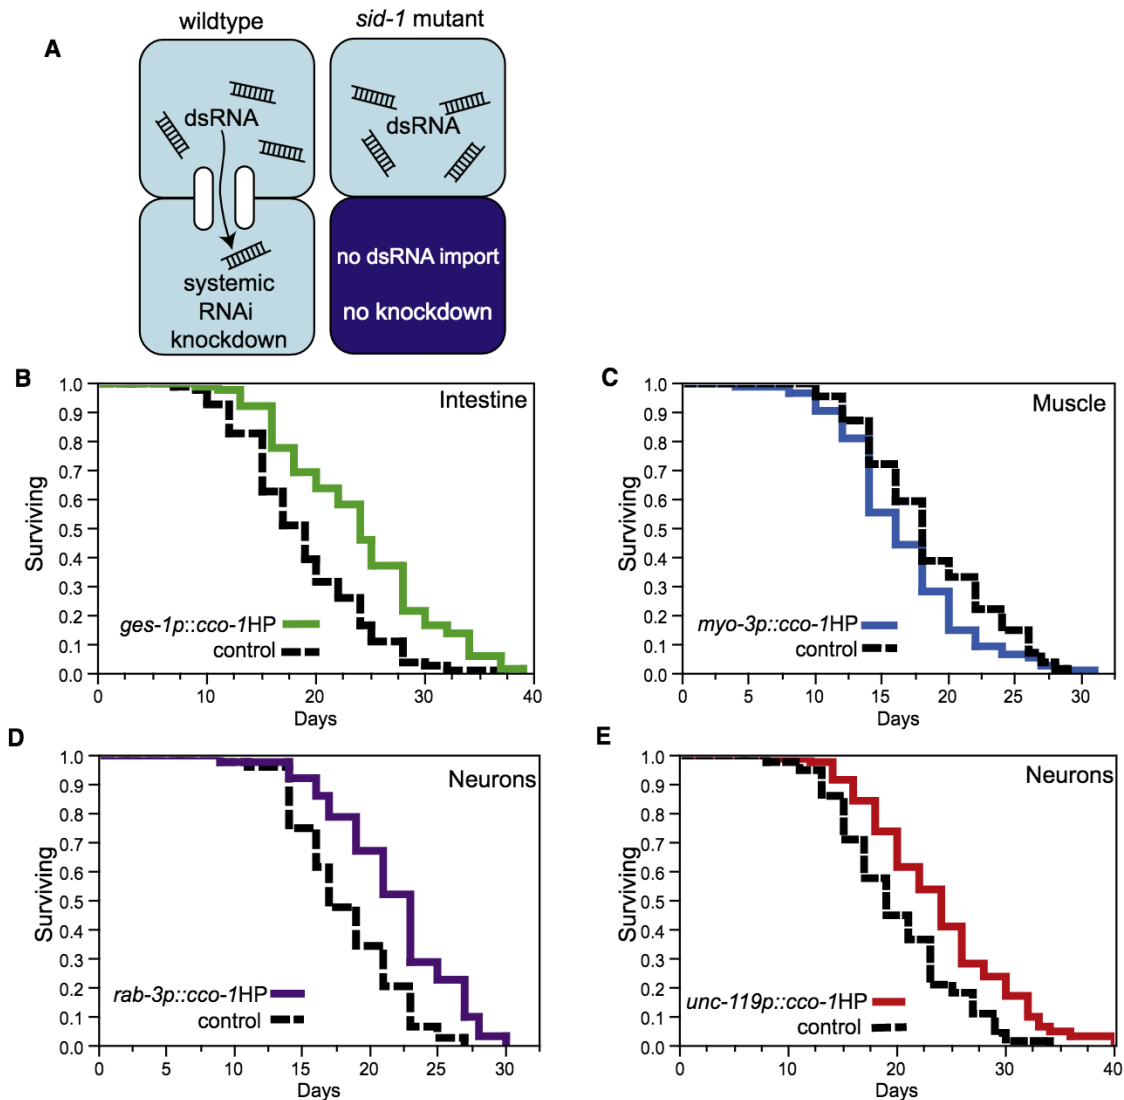 A
wildtype
sid-1 mutant
dsRNA
dsRNA
systemic
RNAi
knockdown
no dsRNA import
no knockdown
B
1.0
0.9
0.8
0.7
0.6
0.5
0.4
0.3
0.2
0.1
0.0
Surviving
Intestine
ges-1p::cco-1HP
control
0 10 20 30 40
Days
C
1.0
0.9
0.8
0.7
0.6
0.5
0.4
0.3
0.2
0.1
0.0
Surviving
Muscle
myo-3p::cco-1HP
control
0 5 10 15 20 25 30
Days
D
1.0
0.9
0.8
0.7
0.6
0.5
0.4
0.3
0.2
0.1
0.0
Surviving
Neurons
rab-3p::cco-1HP
control
0 5 10 15 20 25 30
Days
E
1.0
0.9
0.8
0.7
0.6
0.5
0.4
0.3
0.2
0.1
0.0
Surviving
Neurons
unc-119p::cco-1HP
control
0 10 20 30 40
Days